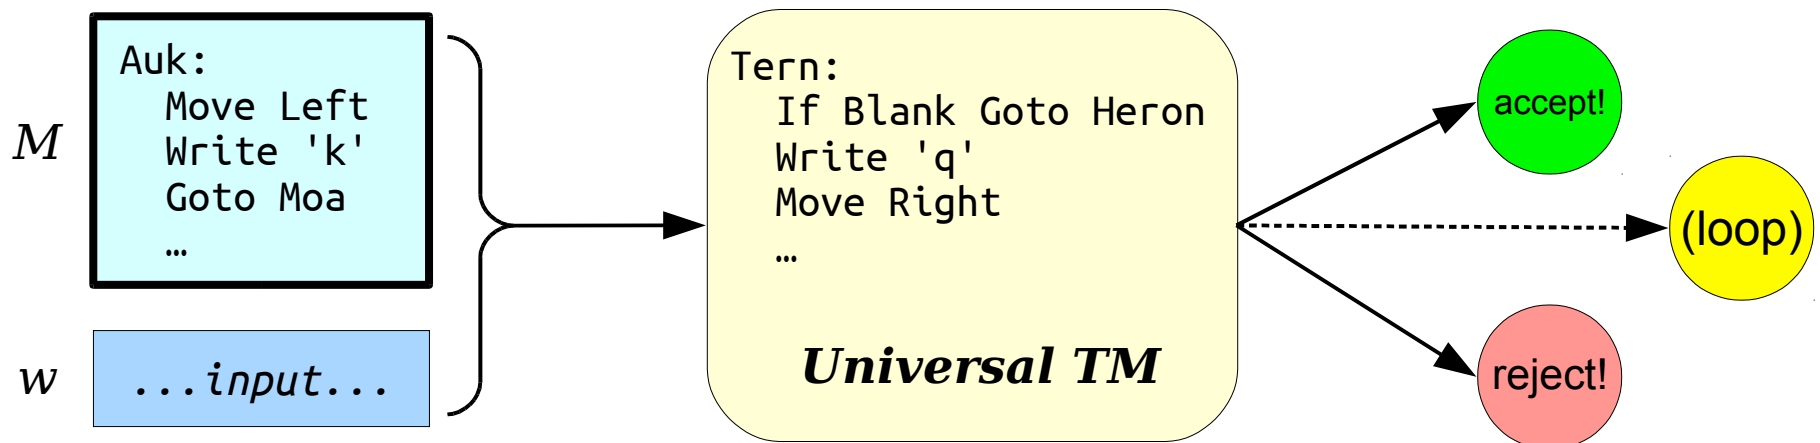 M
Auk:
Move Left
Write 'k'
Goto Moa
…
w
...input...
Tern:
If Blank Goto Heron
Write 'q'
Move Right
…
Universal TM
accept!
(loop)
reject!